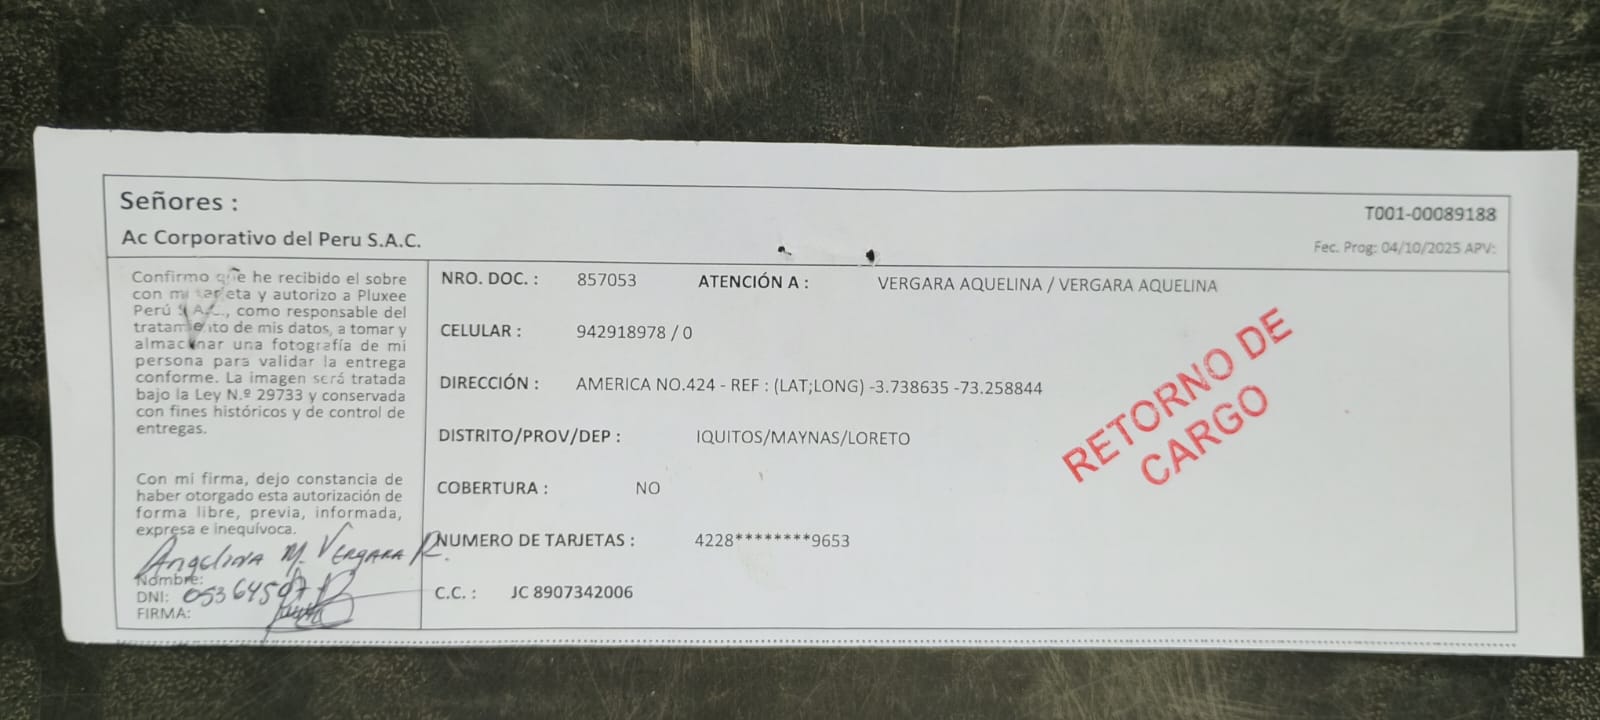 Señores :
Ac Corporativo del Peru S.A.C.
T001-00089188
Fec. Prog: 04/10/2025 APV:
Confirmo que he recibido el sobre
con mi tarjeta y autorizo a Pluxee
Perú S.A.C., como responsable del
tratamiento de mis datos, a tomar y
almacenar una fotografía de mi
persona para validar la entrega
conforme. La imagen será tratada
bajo la Ley N.º 29733 y conservada
con fines históricos y de control de
entregas.
Con mi firma, dejo constancia de
haber otorgado esta autorización de
forma libre, previa, informada,
expresa e inequívoca.
Angelina M. Vergara R.
Nombre:
DNI: 05364597
FIRMA:
NRO. DOC. : 857053 ATENCIÓN A : VERGARA AQUELINA / VERGARA AQUELINA
CELULAR : 942918978 / 0
DIRECCIÓN : AMERICA NO.424 - REF : (LAT;LONG) -3.738635 -73.258844
DISTRITO/PROV/DEP : IQUITOS/MAYNAS/LORETO
COBERTURA : NO
NUMERO DE TARJETAS : 4228********9653
C.C. : JC 8907342006
RETORNO DE
CARGO